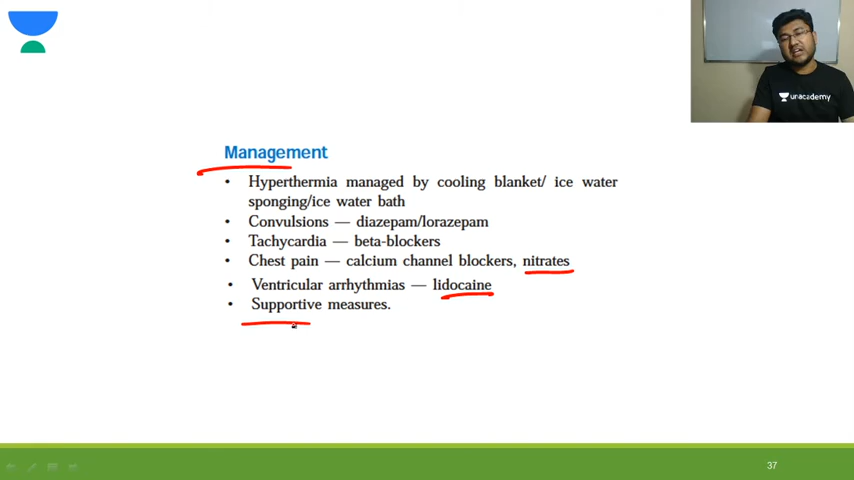 unacademy
Management
• Hyperthermia managed by cooling blanket/ ice water
sponging/ice water bath
• Convulsions — diazepam/lorazepam
• Tachycardia — beta-blockers
• Chest pain — calcium channel blockers, nitrates
• Ventricular arrhythmias — lidocaine
• Supportive measures.
37